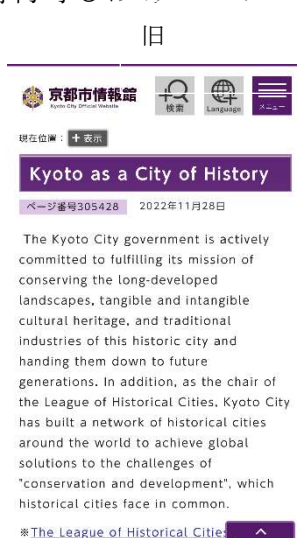 旧
京都市情報館
Kyoto City Official Website
検索
Language
メニュー
現在位置：
+表示
Kyoto as a City of History
ページ番号305428 2022年11月28日
The Kyoto City government is actively
committed to fulfilling its mission of
conserving the long-developed
landscapes, tangible and intangible
cultural heritage, and traditional
industries of this historic city and
handing them down to future
generations. In addition, as the chair of
the League of Historical Cities, Kyoto City
has built a network of historical cities
around the world to achieve global
solutions to the challenges of
"conservation and development", which
historical cities face in common.
※The League of Historical Cities